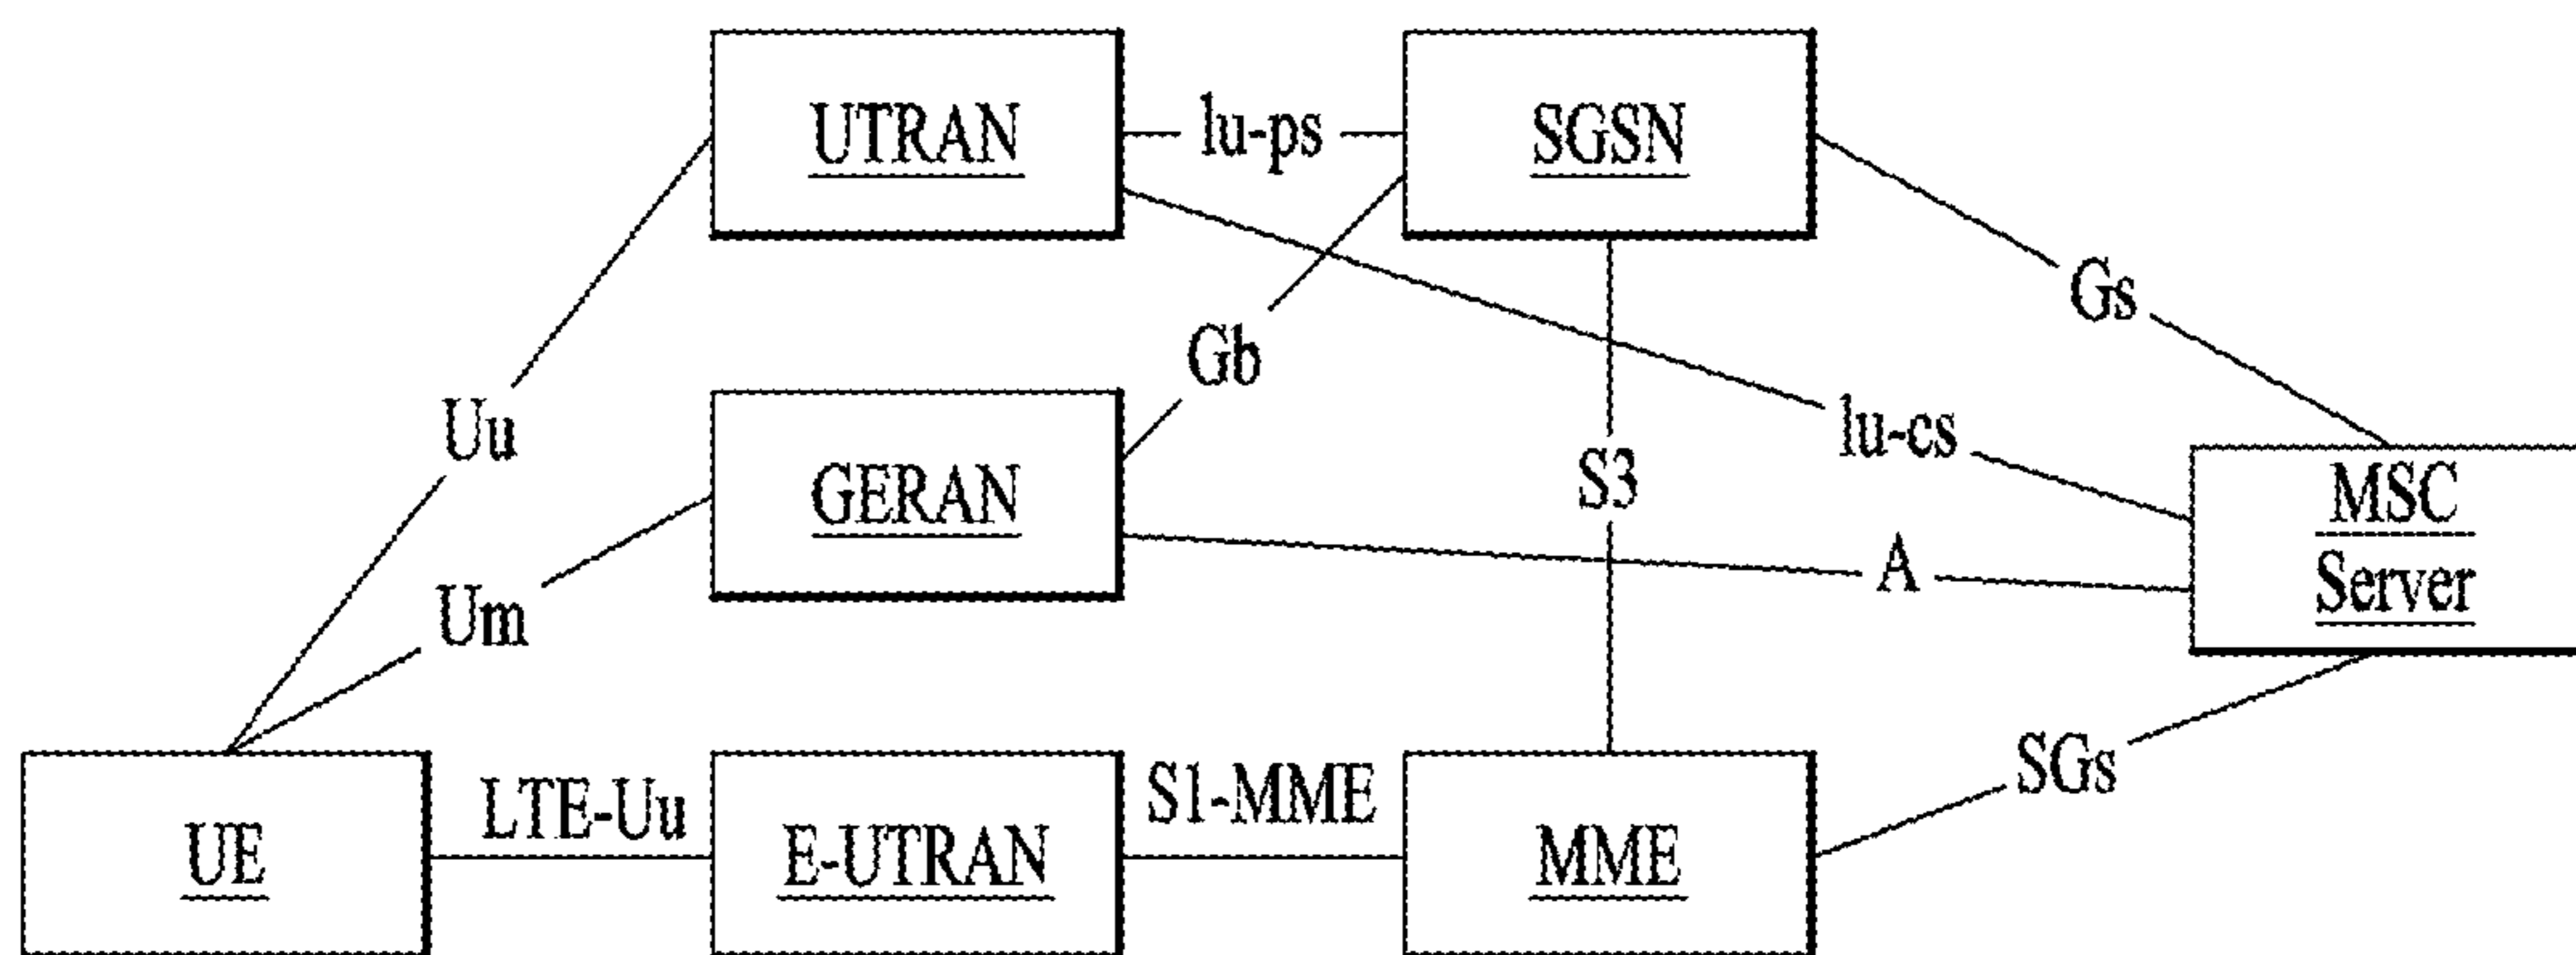 UTRAN
lu-ps
SGSN
Gs
Gb
Uu
lu-cs
GERAN
S3
MSC
Server
A
Um
SGs
LTE-Uu
S1-MME
UE
E-UTRAN
MME